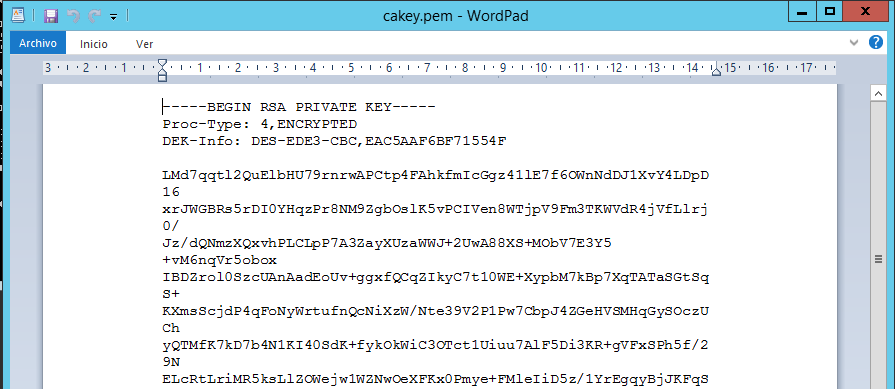 cakey.pem - WordPad
Archivo Inicio Ver
3 2 1 1 2 3 4 5 6 7 8 9 10 11 12 13 14 15 16 17
-----BEGIN RSA PRIVATE KEY-----
Proc-Type: 4,ENCRYPTED
DEK-Info: DES-EDE3-CBC,EAC5AAF6BF71554F
LMd7qqtl2QuElbHU79rnrwAPCtp4FAhkfmIcGgz41lE7f6OWnNdDJ1XvY4LDpD
16
xrJWGBRs5rDI0YHqzPr8NM9ZgbOslK5vPCIVen8WTjpV9Fm3TKWVdR4jVfLlrj
0/
Jz/dQNmzXQxvhPLCLpP7A3ZayXUzaWWJ+2UwA88XS+MObV7E3Y5
+vM6nqVr5obox
IBDZrol0SzcUAnAadEoUv+ggxfQCqZIkyC7t10WE+XypbM7kBp7XqTATaSGtSq
S+
KXmsScjdP4qFoNyWrtufnQcNiXzW/Nte39V2P1Pw7CbpJ4ZGeHVSMHqGySOczU
Ch
yQTMfK7kD7b4N1KI40SdK+fykOkWiC3OTct1Uiuu7AlF5Di3KR+gVFxSPh5f/2
29N
ELcRtLriMR5ksLlZOWejw1WZNwOeXFKx0Pmye+FMleIiD5z/1YrEgqyBjJKFqS